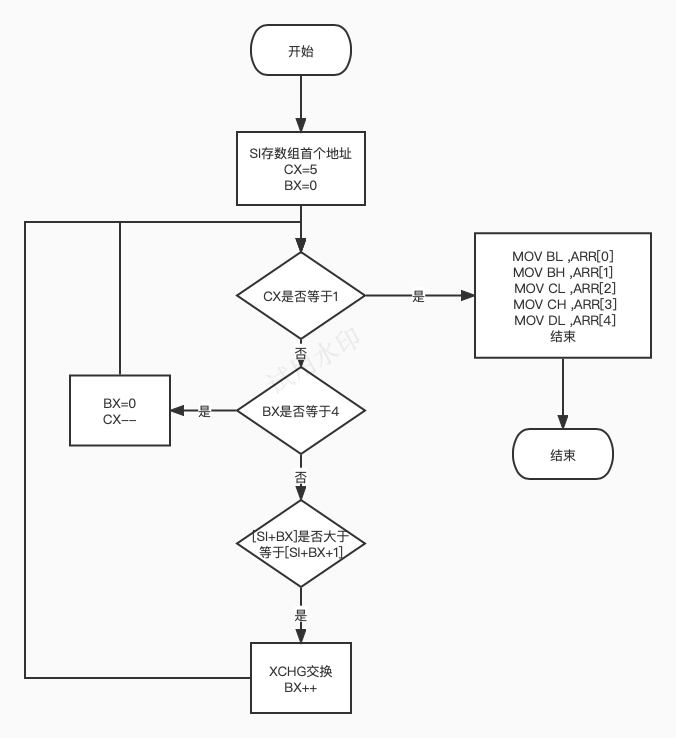 开始
SI存数组首个地址
CX=5
BX=0
CX是否等于1
是
MOV BL ,ARR[0]
MOV BH ,ARR[1]
MOV CL ,ARR[2]
MOV CH ,ARR[3]
MOV DL ,ARR[4]
结束
否
试用水印
BX=0
CX--
是
BX是否等于4
结束
否
[SI+BX]是否大于
等于[SI+BX+1]
是
XCHG交换
BX++